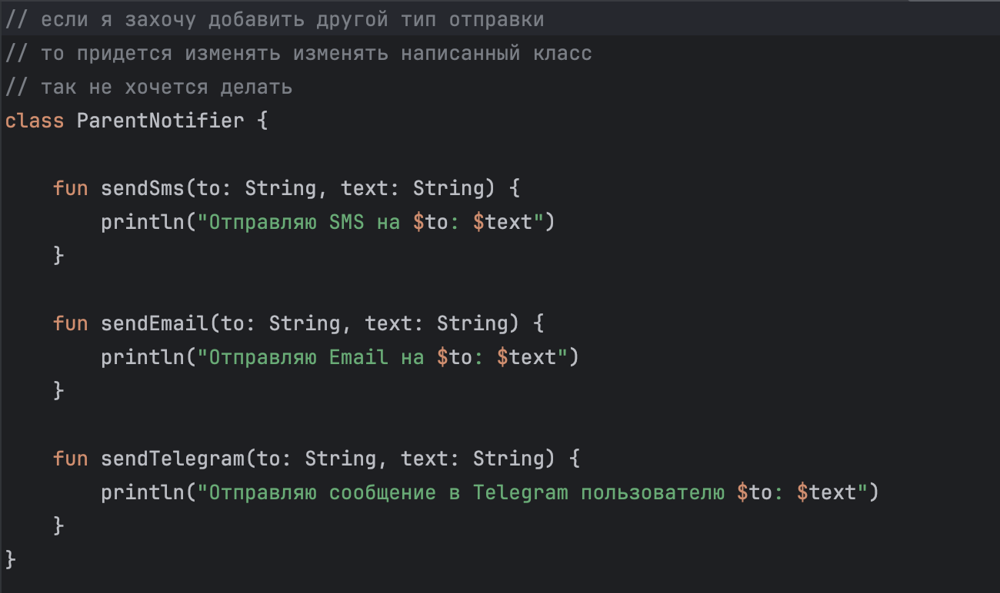 // если я захочу добавить другой тип отправки
// то придется изменять изменять написанный класс
// так не хочется делать
class ParentNotifier {
    fun sendSms(to: String, text: String) {
        println("Отправляю SMS на $to: $text")
    }
    fun sendEmail(to: String, text: String) {
        println("Отправляю Email на $to: $text")
    }
    fun sendTelegram(to: String, text: String) {
        println("Отправляю сообщение в Telegram пользователю $to: $text")
    }
}